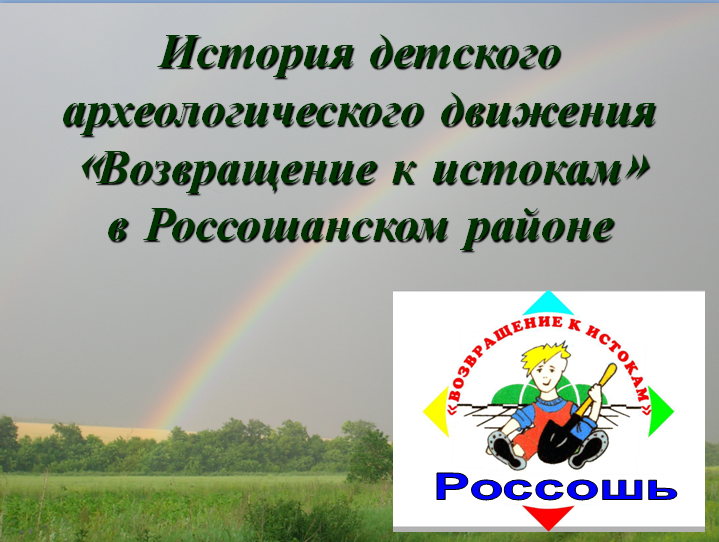 История детского
археологического движения
«Возвращение к истокам»
в Россошанском районе
«ВОЗВРАЩЕНИЕ К ИСТОКАМ»
Россошь